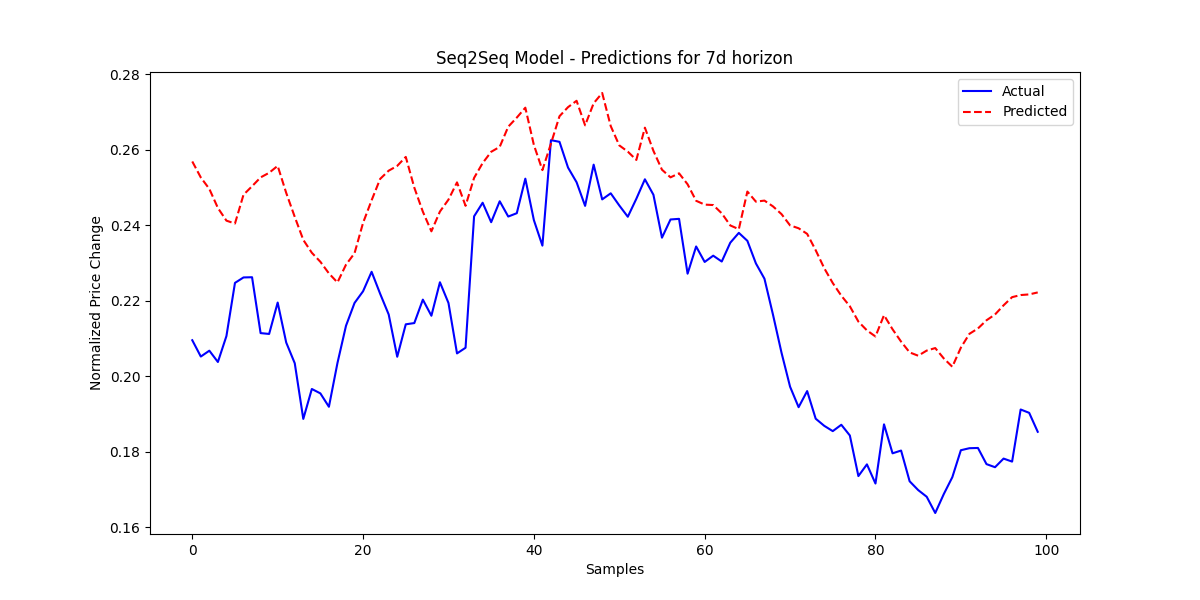 Seq2Seq Model - Predictions for 7d horizon
Actual
Predicted
Normalized Price Change
0.28
0.26
0.24
0.22
0.20
0.18
0.16
0
20
40
60
80
100
Samples